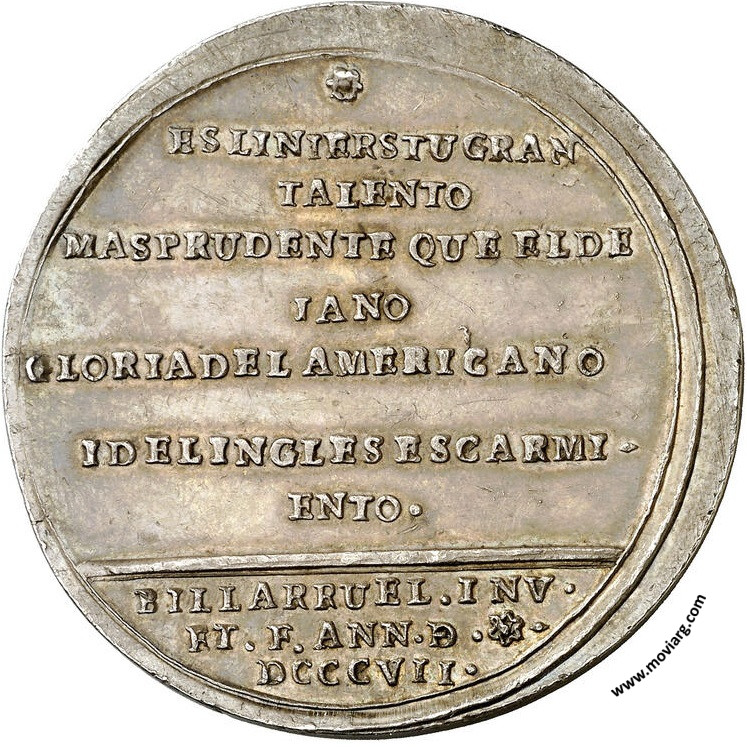 ES LINIERS TU GRAN
TALENTO
MAS PRUDENTE QUE EL DE
IANO
GLORIA DEL AMERICANO
I DEL INGLES ESCARMI-
ENTO.
BILLARRUEL. INV.
ET. F. ANN. D.
DCCCVII.
www.moviarg.com